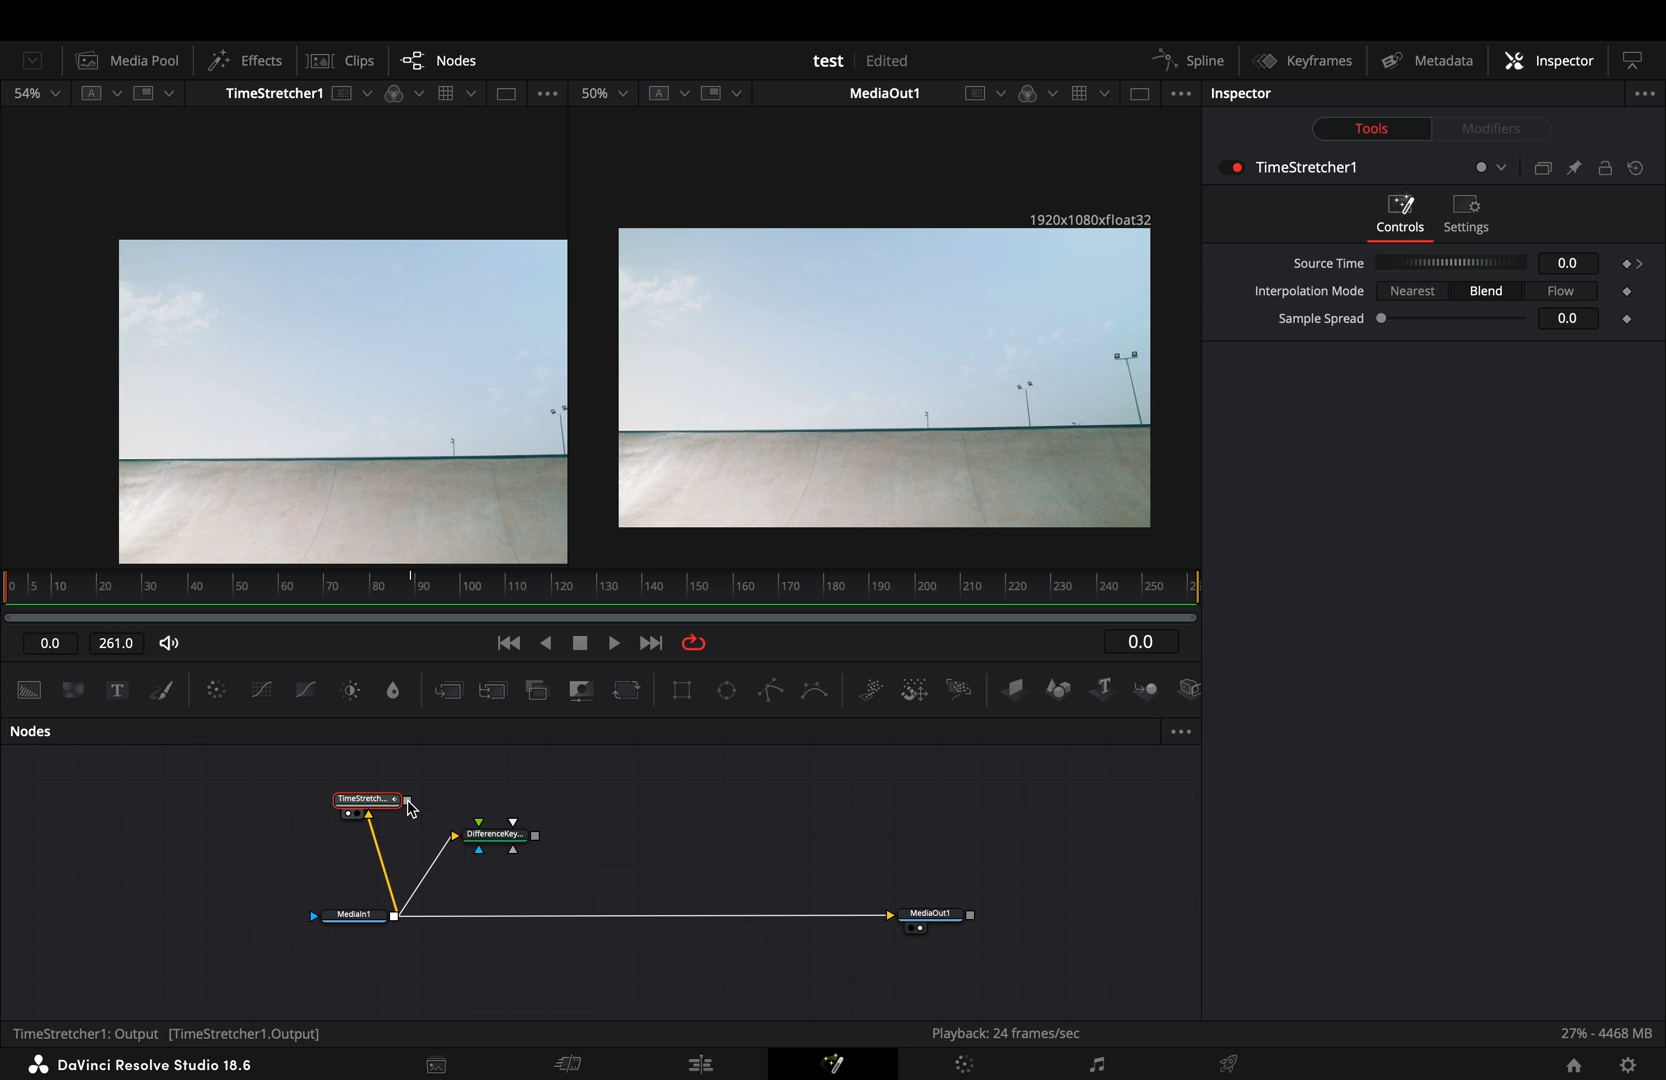 Media Pool
Effects
Clips
Nodes
test
Edited
Spline
Keyframes
Metadata
Inspector
54%
A
TimeStretcher1
50%
A
MediaOut1
Inspector
Tools
Modifiers
TimeStretcher1
Controls
Settings
1920x1080xfloat32
Source Time
0.0
Interpolation Mode
Nearest
Blend
Flow
Sample Spread
0.0
0 5 10 20 30 40 50 60 70 80 90 100 110 120 130 140 150 160 170 180 190 200 210 220 230 240 250
0.0
261.0
0.0
T
T
Nodes
TimeStretch...
DifferenceKey...
MediaIn1
MediaOut1
TimeStretcher1: Output [TimeStretcher1.Output]
Playback: 24 frames/sec
27% - 4468 MB
DaVinci Resolve Studio 18.6